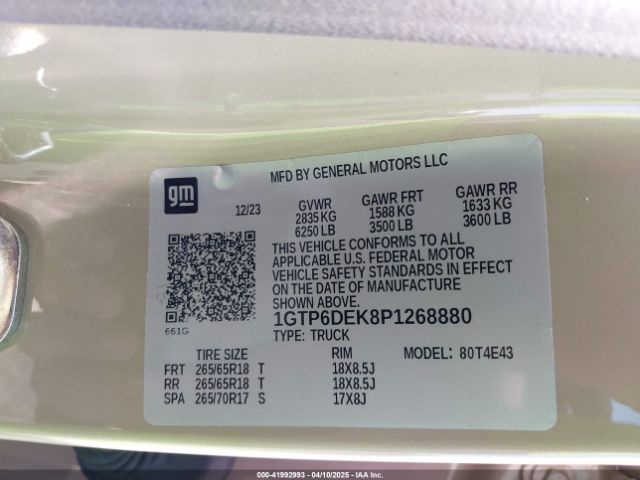 MFD BY GENERAL MOTORS LLC
gm
12/23
GVWR
2835 KG
6250 LB
GAWR FRT
1588 KG
3500 LB
GAWR RR
1633 KG
3600 LB
THIS VEHICLE CONFORMS TO ALL
APPLICABLE U.S. FEDERAL MOTOR
VEHICLE SAFETY STANDARDS IN EFFECT
ON THE DATE OF MANUFACTURE
SHOWN ABOVE.
661G
1GTP6DEK8P1268880
TYPE: TRUCK
TIRE SIZE RIM MODEL: 80T4E43
FRT 265/65R18 T 18X8.5J
RR 265/65R18 T 18X8.5J
SPA 265/70R17 S 17X8J
000-41992993 - 04/10/2025 - IAA Inc.